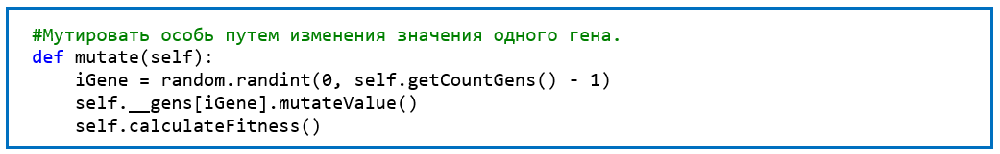 #Мутировать особь путем изменения значения одного гена.
def mutate(self):
    iGene = random.randint(0, self.getCountGens() - 1)
    self.__gens[iGene].mutateValue()
    self.calculateFitness()